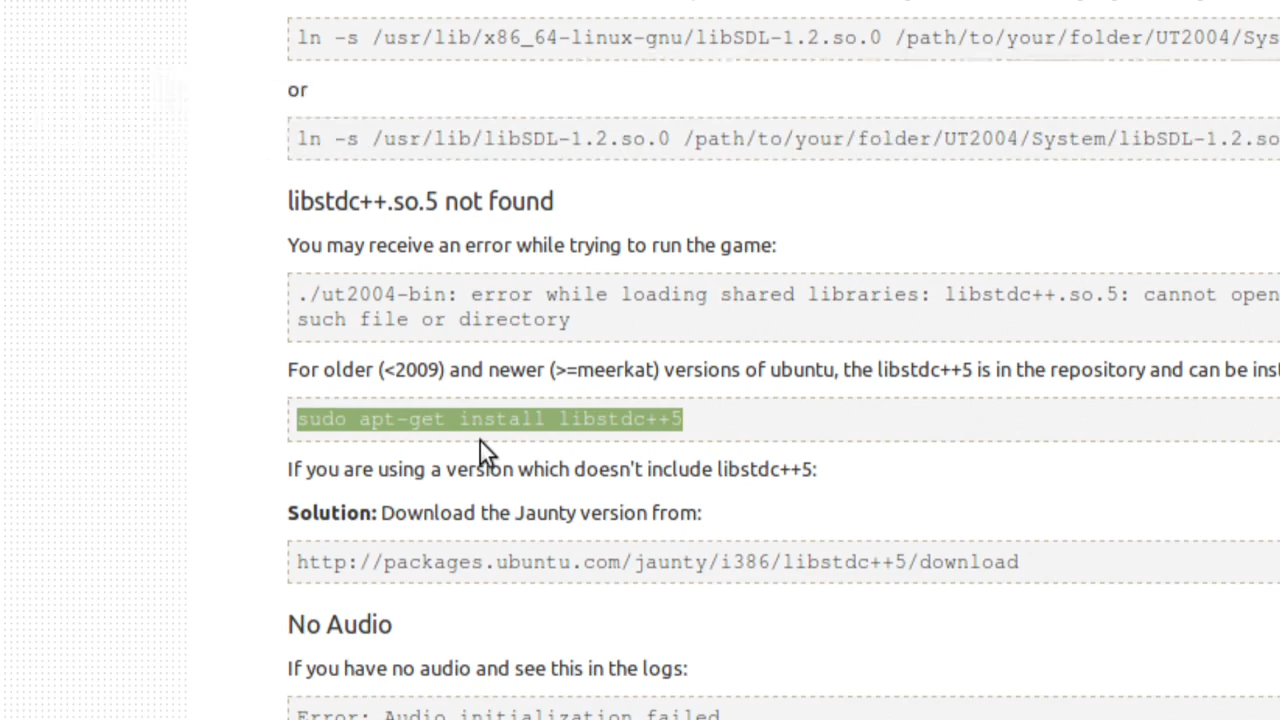 ln -s /usr/lib/x86_64-linux-gnu/libSDL-1.2.so.0 /path/to/your/folder/UT2004/Sys
or
ln -s /usr/lib/libSDL-1.2.so.0 /path/to/your/folder/UT2004/System/libSDL-1.2.so
libstdc++.so.5 not found
You may receive an error while trying to run the game:
./ut2004-bin: error while loading shared libraries: libstdc++.so.5: cannot open
such file or directory
For older (<2009) and newer (>=meerkat) versions of ubuntu, the libstdc++5 is in the repository and can be inst
sudo apt-get install libstdc++5
If you are using a version which doesn't include libstdc++5:
Solution: Download the Jaunty version from:
http://packages.ubuntu.com/jaunty/i386/libstdc++5/download
No Audio
If you have no audio and see this in the logs:
Error: Audio initialization failed